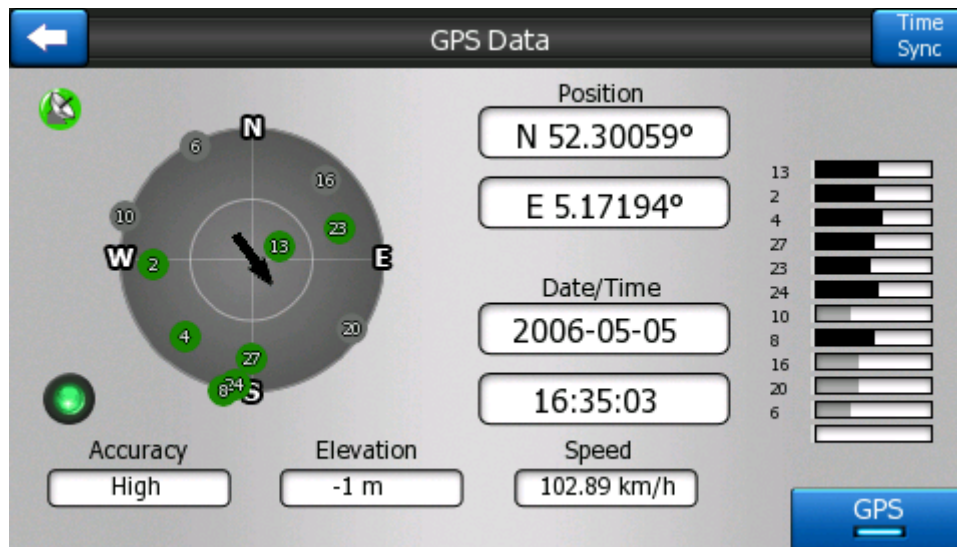 GPS Data
Time
Sync
Position
N 52.30059º
E 5.17194º
Date/Time
2006-05-05
16:35:03
N
6
16
10
23
13
W
2
E
4
20
27
24
8
S
13
2
4
27
23
24
10
8
16
20
6
Accuracy
High
Elevation
-1 m
Speed
102.89 km/h
GPS